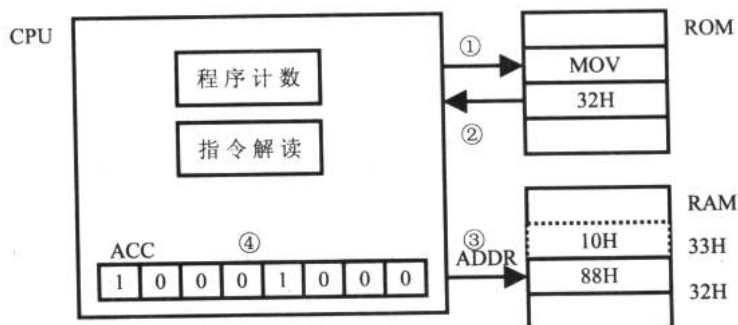 CPU
程序计数
指令解读
ACC
④
1 0 0 0 1 0 0 0
①
②
③
ADDR
ROM
MOV
32H
RAM
10H
33H
88H
32H